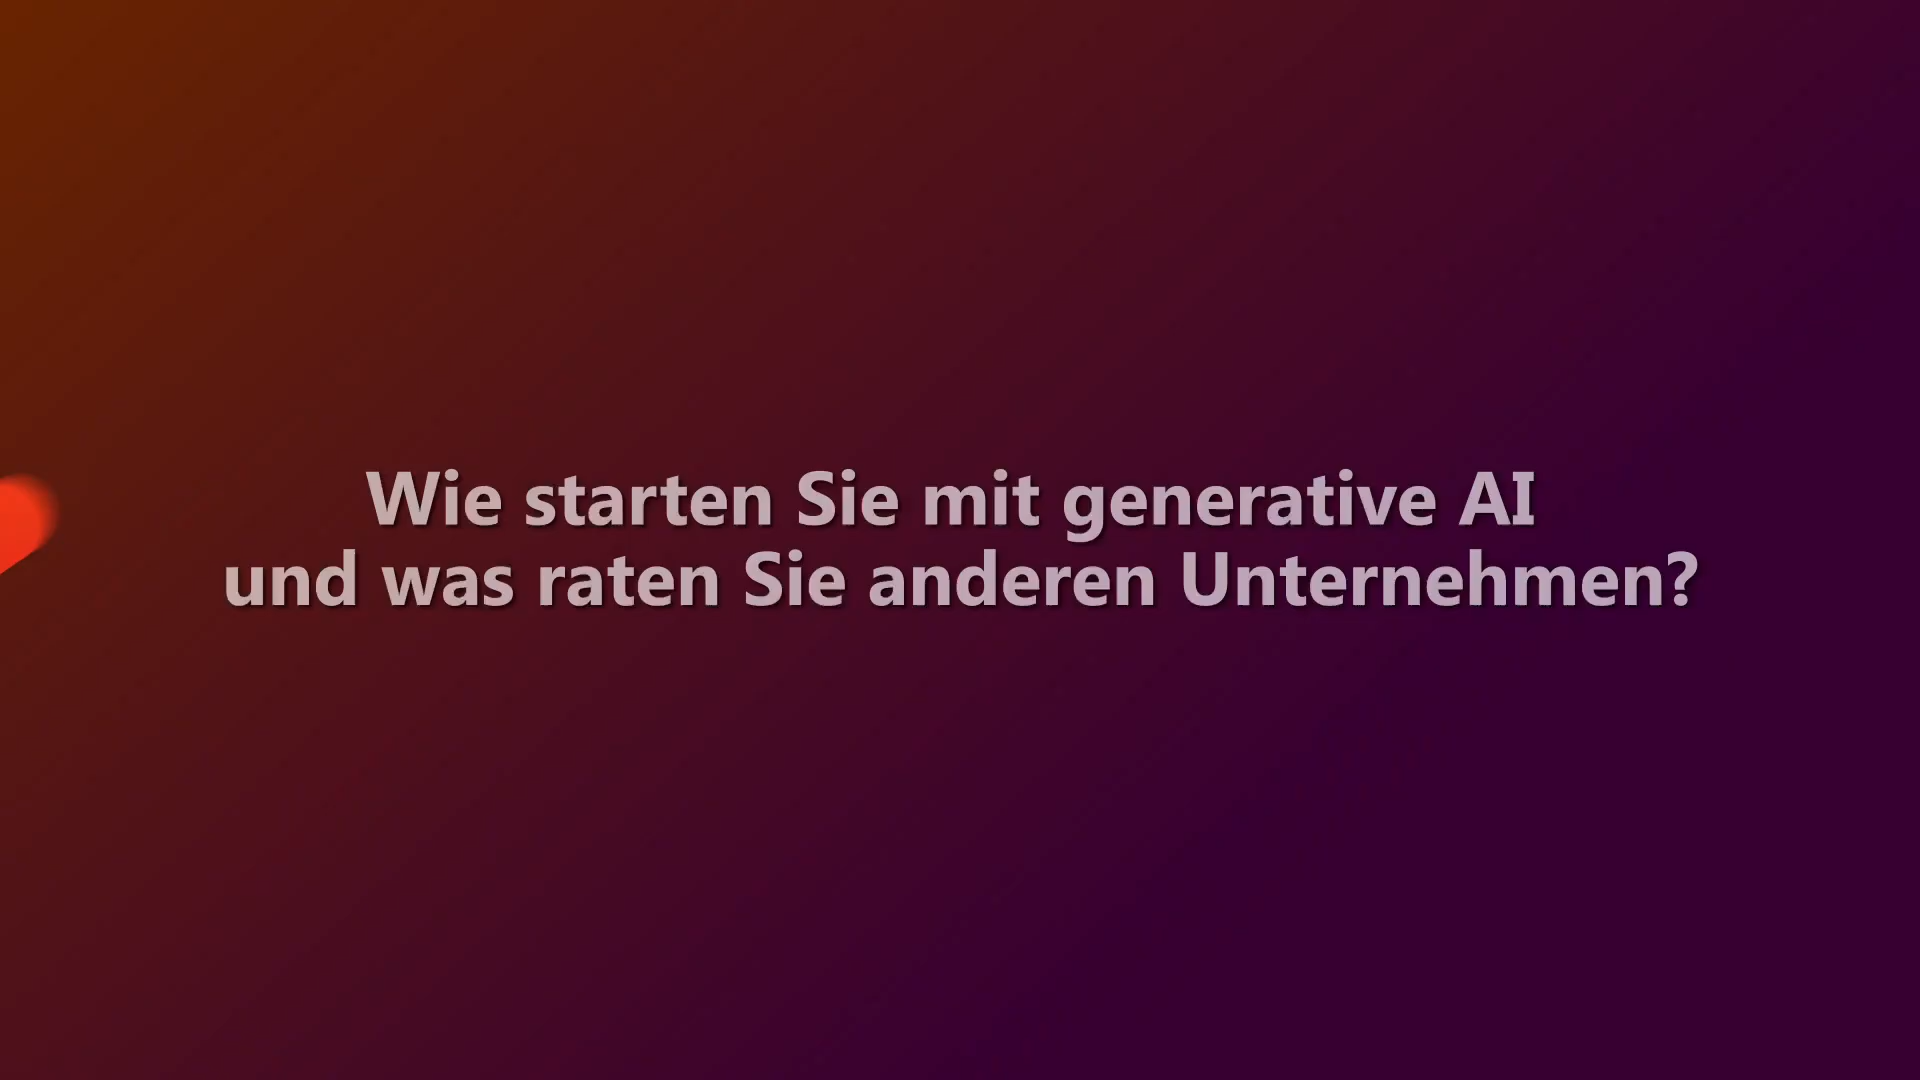 Wie starten Sie mit generative AI
und was raten Sie anderen Unternehmen?